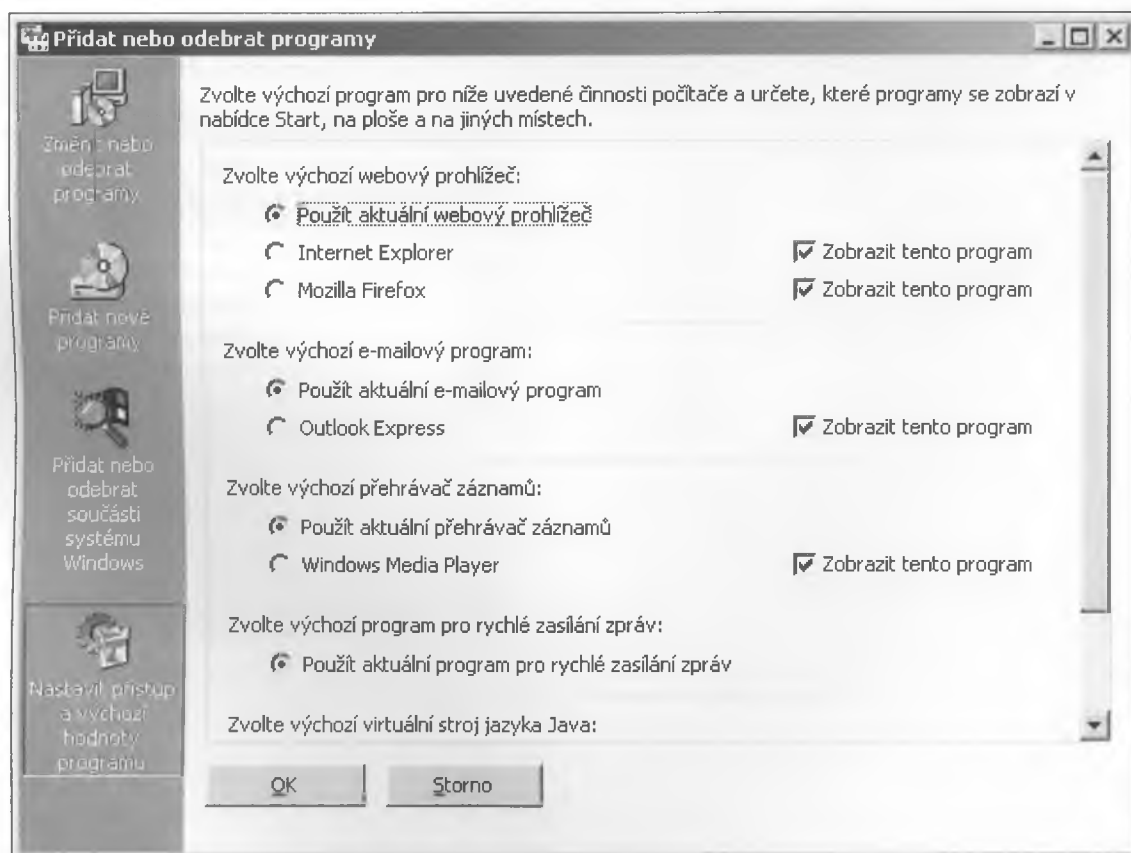 Přidat nebo odebrat programy
Změnit nebo
odebrat
programy
Přidat nové
programy
Přidat nebo
odebrat
součásti
systému
Windows
Nastavit přístup
a výchozí
hodnoty
programu
Zvolte výchozí program pro níže uvedené činnosti počítače a určete, které programy se zobrazí v
nabídce Start, na ploše a na jiných místech.
Zvolte výchozí webový prohlížeč:
Použít aktuální webový prohlížeč
Internet Explorer Zobrazit tento program
Mozilla Firefox Zobrazit tento program
Zvolte výchozí e-mailový program:
Použít aktuální e-mailový program
Outlook Express Zobrazit tento program
Zvolte výchozí přehrávač záznamů:
Použít aktuální přehrávač záznamů
Windows Media Player Zobrazit tento program
Zvolte výchozí program pro rychlé zasílání zpráv:
Použít aktuální program pro rychlé zasílání zpráv
Zvolte výchozí virtuální stroj jazyka Java:
OK Storno